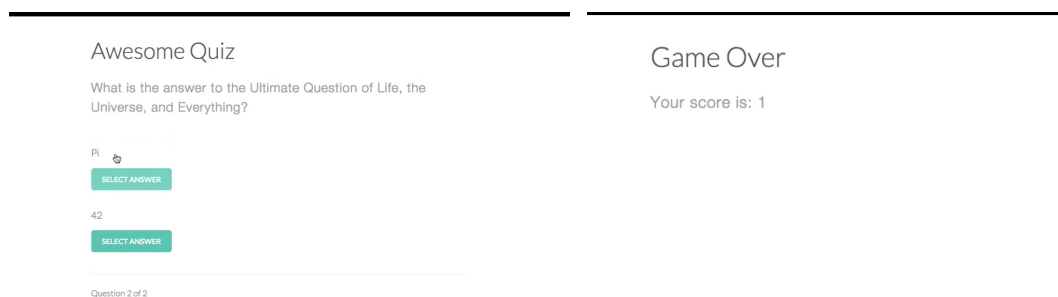 Awesome Quiz
What is the answer to the Ultimate Question of Life, the
Universe, and Everything?
Pi
SELECT ANSWER
42
SELECT ANSWER
Question 2 of 2
Game Over
Your score is: 1